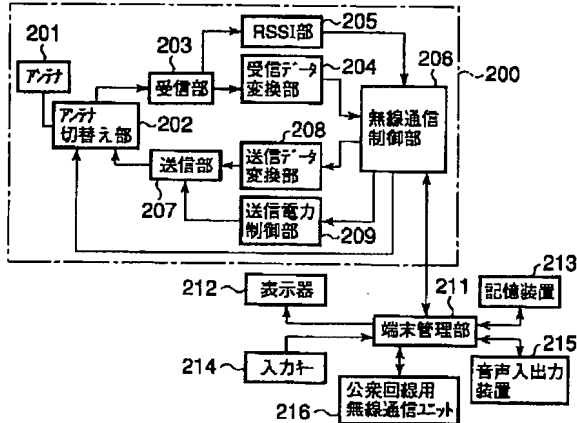 201
アンテナ
203
受信部
205
RSSI部
204
受信データ
変換部
206
200
無線通信
制御部
アンテナ
切替え部
202
208
送信データ
変換部
送信部
207
送信電力
制御部
209
212
表示器
211
端末管理部
213
記憶装置
214
入力キー
215
音声入出力
装置
216
公衆回線用
無線通信ユニット